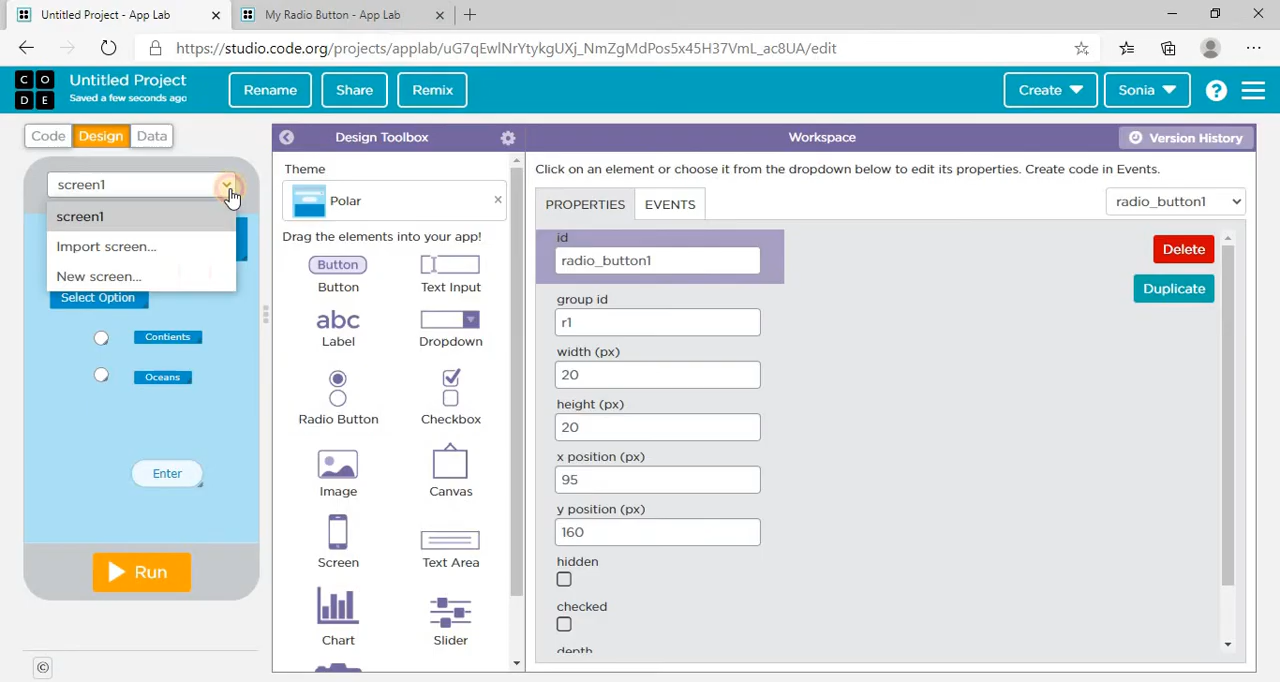 Untitled Project - App Lab
My Radio Button - App Lab
https://studio.code.org/projects/applab/uG7qEwlNrYtykgUXj_NmZgMdPos5x45H37VmL_ac8UA/edit
CODE
Untitled Project
Saved a few seconds ago
Rename
Share
Remix
Create
Sonia
?
Code
Design
Data
Design Toolbox
Workspace
Version History
screen1
screen1
Import screen...
New screen...
Select Option
Contients
Oceans
Enter
Run
©
Theme
Polar
Drag the elements into your app!
Button
Button
Text Input
abc
Label
Dropdown
Radio Button
Checkbox
Image
Canvas
Screen
Text Area
Chart
Slider
Click on an element or choose it from the dropdown below to edit its properties. Create code in Events.
PROPERTIES
EVENTS
radio_button1
id
radio_button1
Delete
Duplicate
group id
r1
width (px)
20
height (px)
20
x position (px)
95
y position (px)
160
hidden
checked
depth